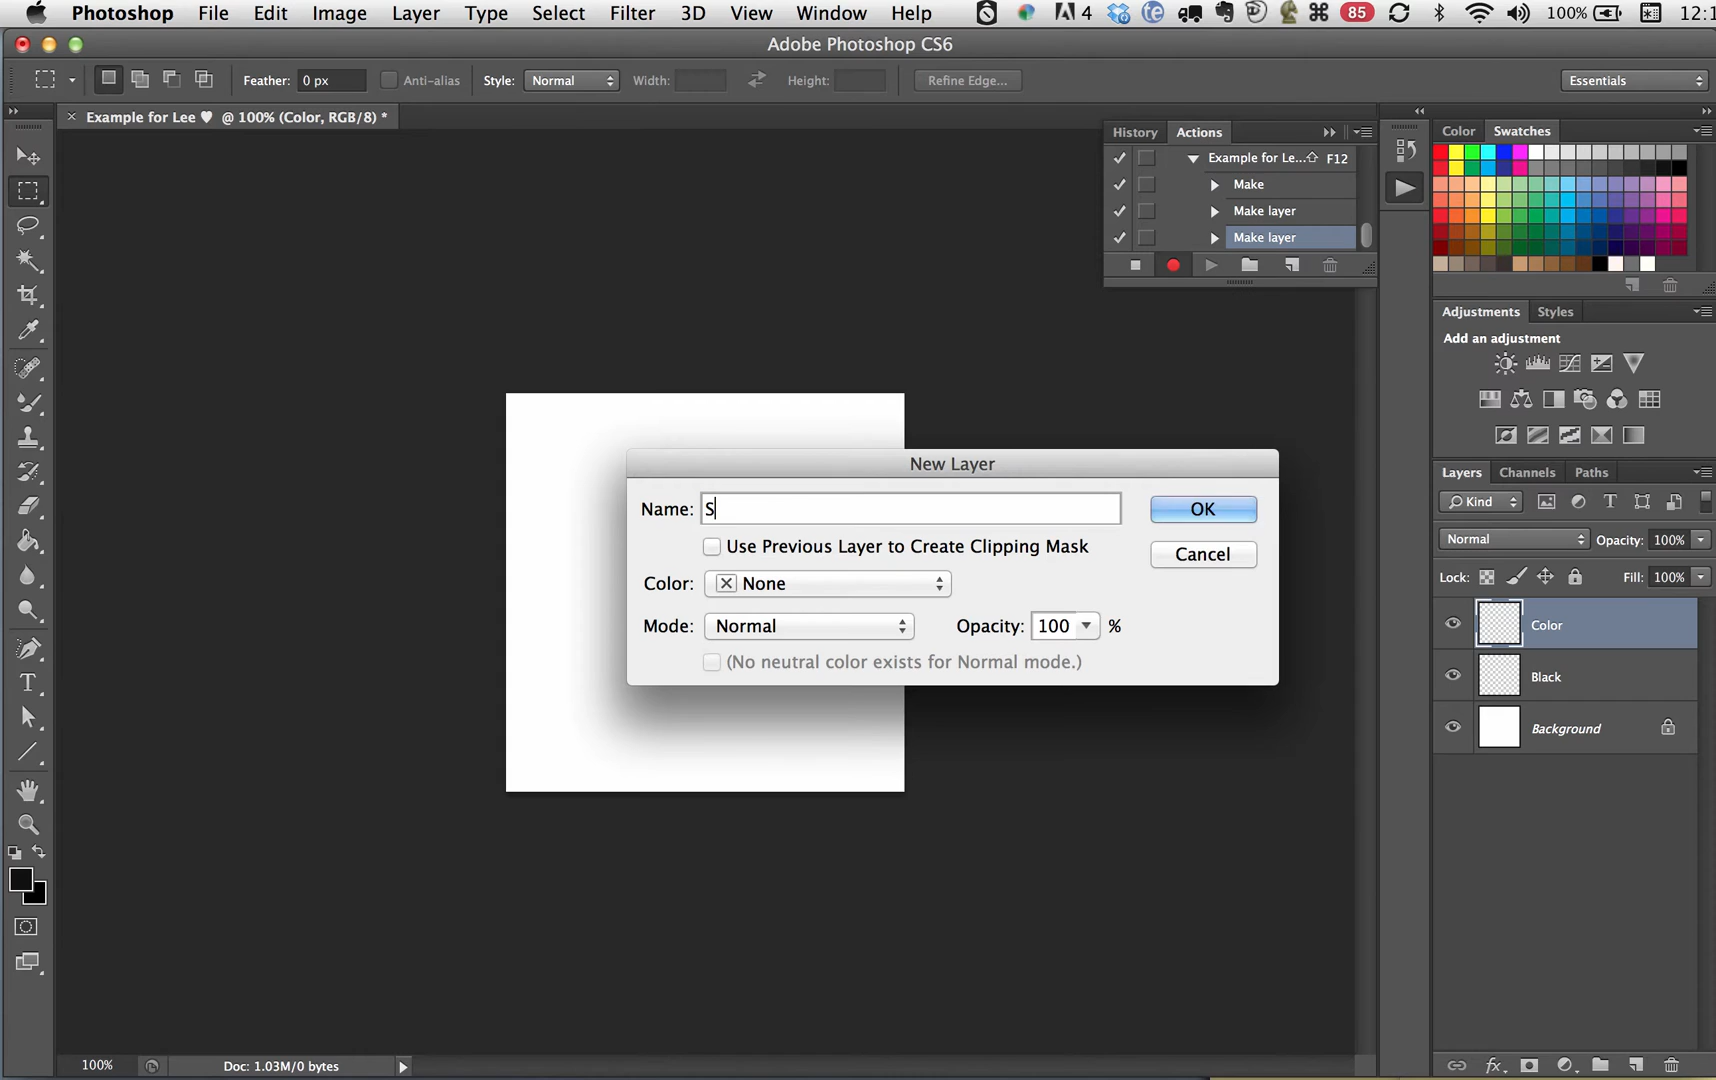 Photoshop File Edit Image Layer Type Select Filter 3D View Window Help 4 85 100% 12:1
Adobe Photoshop CS6
Feather: 0 px Anti-alias Style: Normal Width: Height: Refine Edge... Essentials
Example for Lee ♥ @ 100% (Color, RGB/8) *
History Actions
Example for Le... F12
Make
Make layer
Make layer
Color Swatches
Adjustments Styles
Add an adjustment
Layers Channels Paths
Kind
Normal Opacity: 100%
Lock: Fill: 100%
Color
Black
Background
New Layer
Name: S
OK
Use Previous Layer to Create Clipping Mask
Cancel
Color: None
Mode: Normal Opacity: 100 %
(No neutral color exists for Normal mode.)
100% Doc: 1.03M/0 bytes